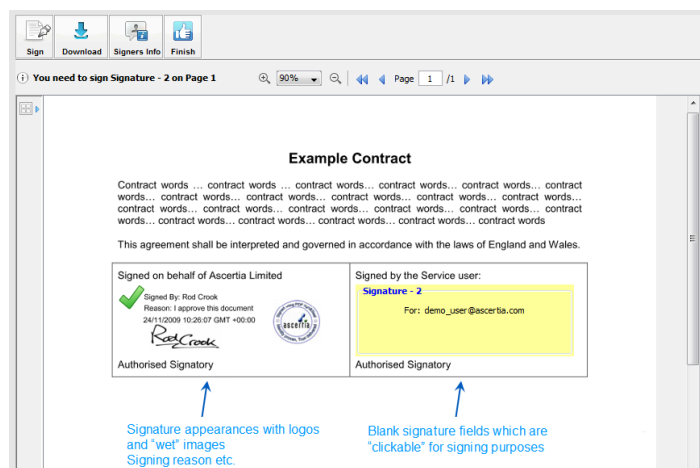 Sign Download Signers Info Finish
You need to sign Signature - 2 on Page 1 90% Page 1 /1
Example Contract
Contract words … contract words … contract words… contract words… contract words… contract
words… contract words… contract words… contract words… contract words… contract words…
contract words… contract words… contract words… contract words… contract words… contract
words… contract words… contract words… contract words… contract words… contract words
This agreement shall be interpreted and governed in accordance with the laws of England and Wales.
Signed on behalf of Ascertia Limited
Signed By: Rod Crook
Reason: I approve this document
24/11/2009 10:26:07 GMT +00:00
Rod Crook
ascertia
Authorised Signatory
Signed by the Service user:
Signature - 2
For: demo_user@ascertia.com
Authorised Signatory
Signature appearances with logos
and "wet" images
Signing reason etc.
Blank signature fields which are
"clickable" for signing purposes